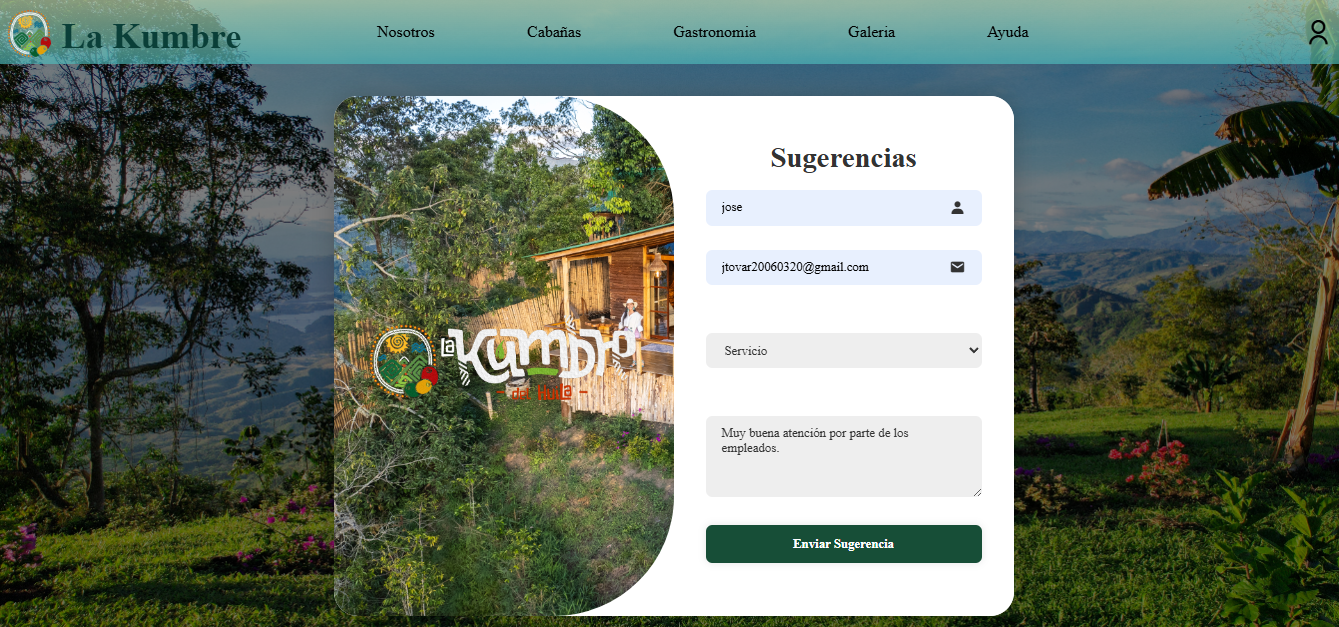 La Kumbre
Nosotros
Cabañas
Gastronomia
Galeria
Ayuda
La Kumbre
del Huila
Sugerencias
jose
jtovar20060320@gmail.com
Servicio
Muy buena atención por parte de los
empleados.
Enviar Sugerencia